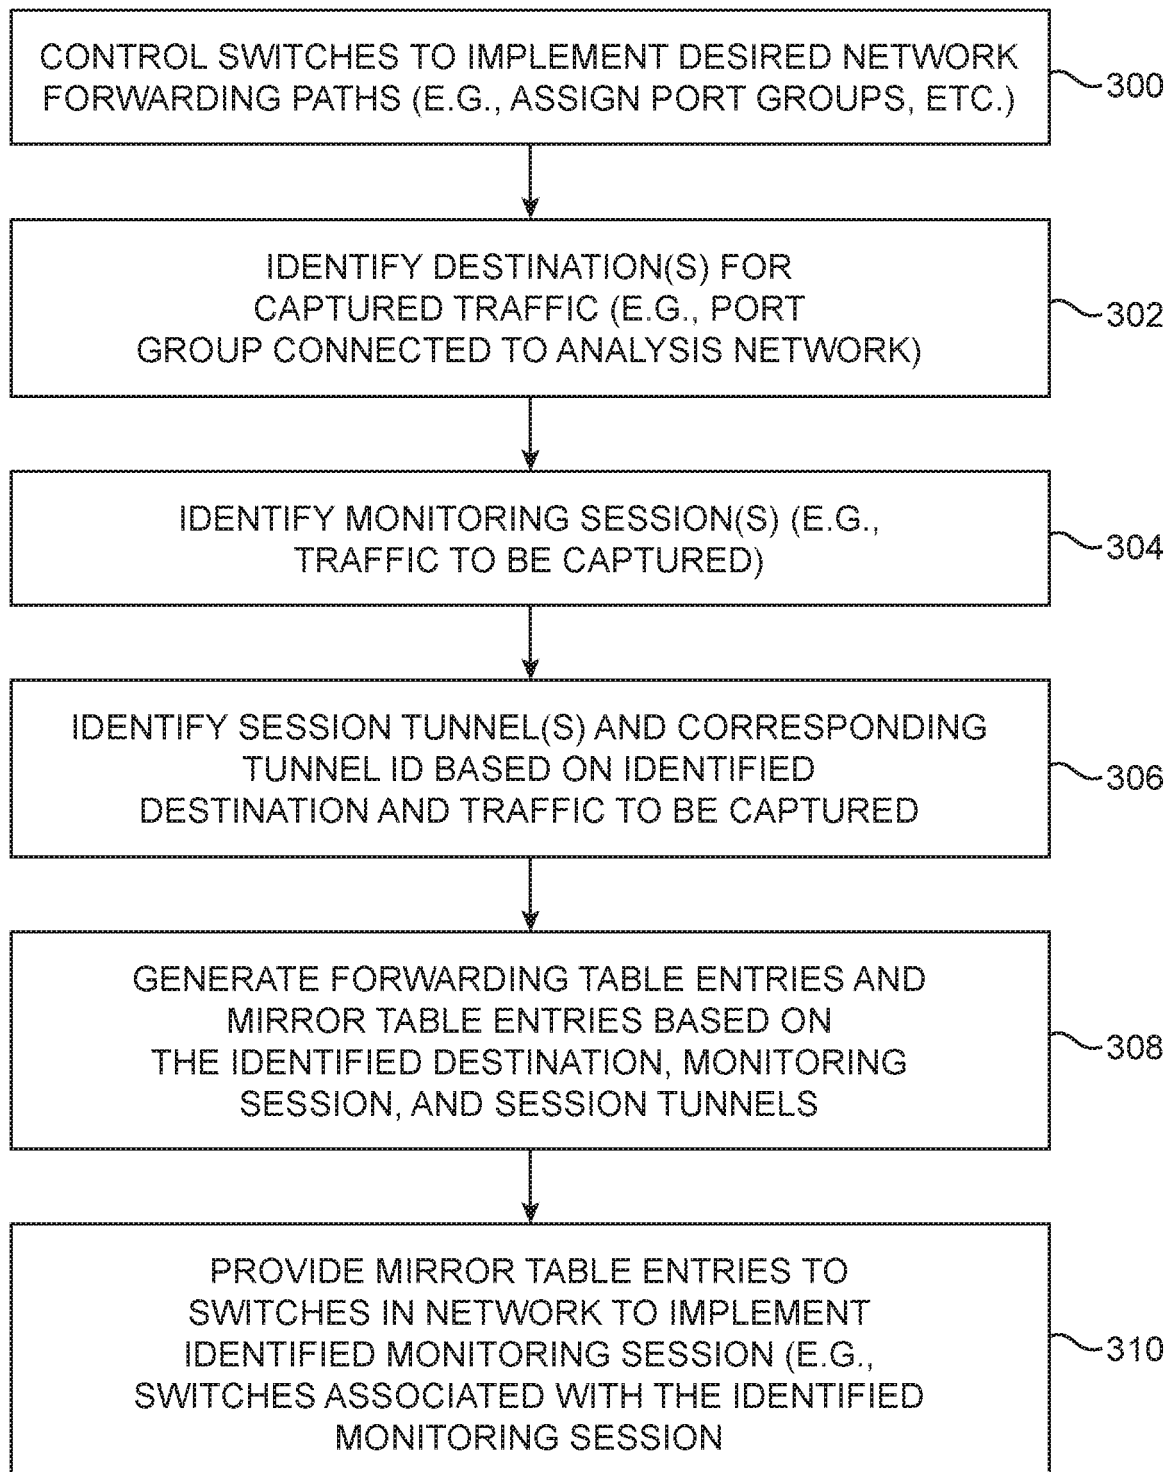 CONTROL SWITCHES TO IMPLEMENT DESIRED NETWORK
FORWARDING PATHS (E.G., ASSIGN PORT GROUPS, ETC.)
300
IDENTIFY DESTINATION(S) FOR
CAPTURED TRAFFIC (E.G., PORT
GROUP CONNECTED TO ANALYSIS NETWORK)
302
IDENTIFY MONITORING SESSION(S) (E.G.,
TRAFFIC TO BE CAPTURED)
304
IDENTIFY SESSION TUNNEL(S) AND CORRESPONDING
TUNNEL ID BASED ON IDENTIFIED
DESTINATION AND TRAFFIC TO BE CAPTURED
306
GENERATE FORWARDING TABLE ENTRIES AND
MIRROR TABLE ENTRIES BASED ON
THE IDENTIFIED DESTINATION, MONITORING
SESSION, AND SESSION TUNNELS
308
PROVIDE MIRROR TABLE ENTRIES TO
SWITCHES IN NETWORK TO IMPLEMENT
IDENTIFIED MONITORING SESSION (E.G.,
SWITCHES ASSOCIATED WITH THE IDENTIFIED
MONITORING SESSION
310